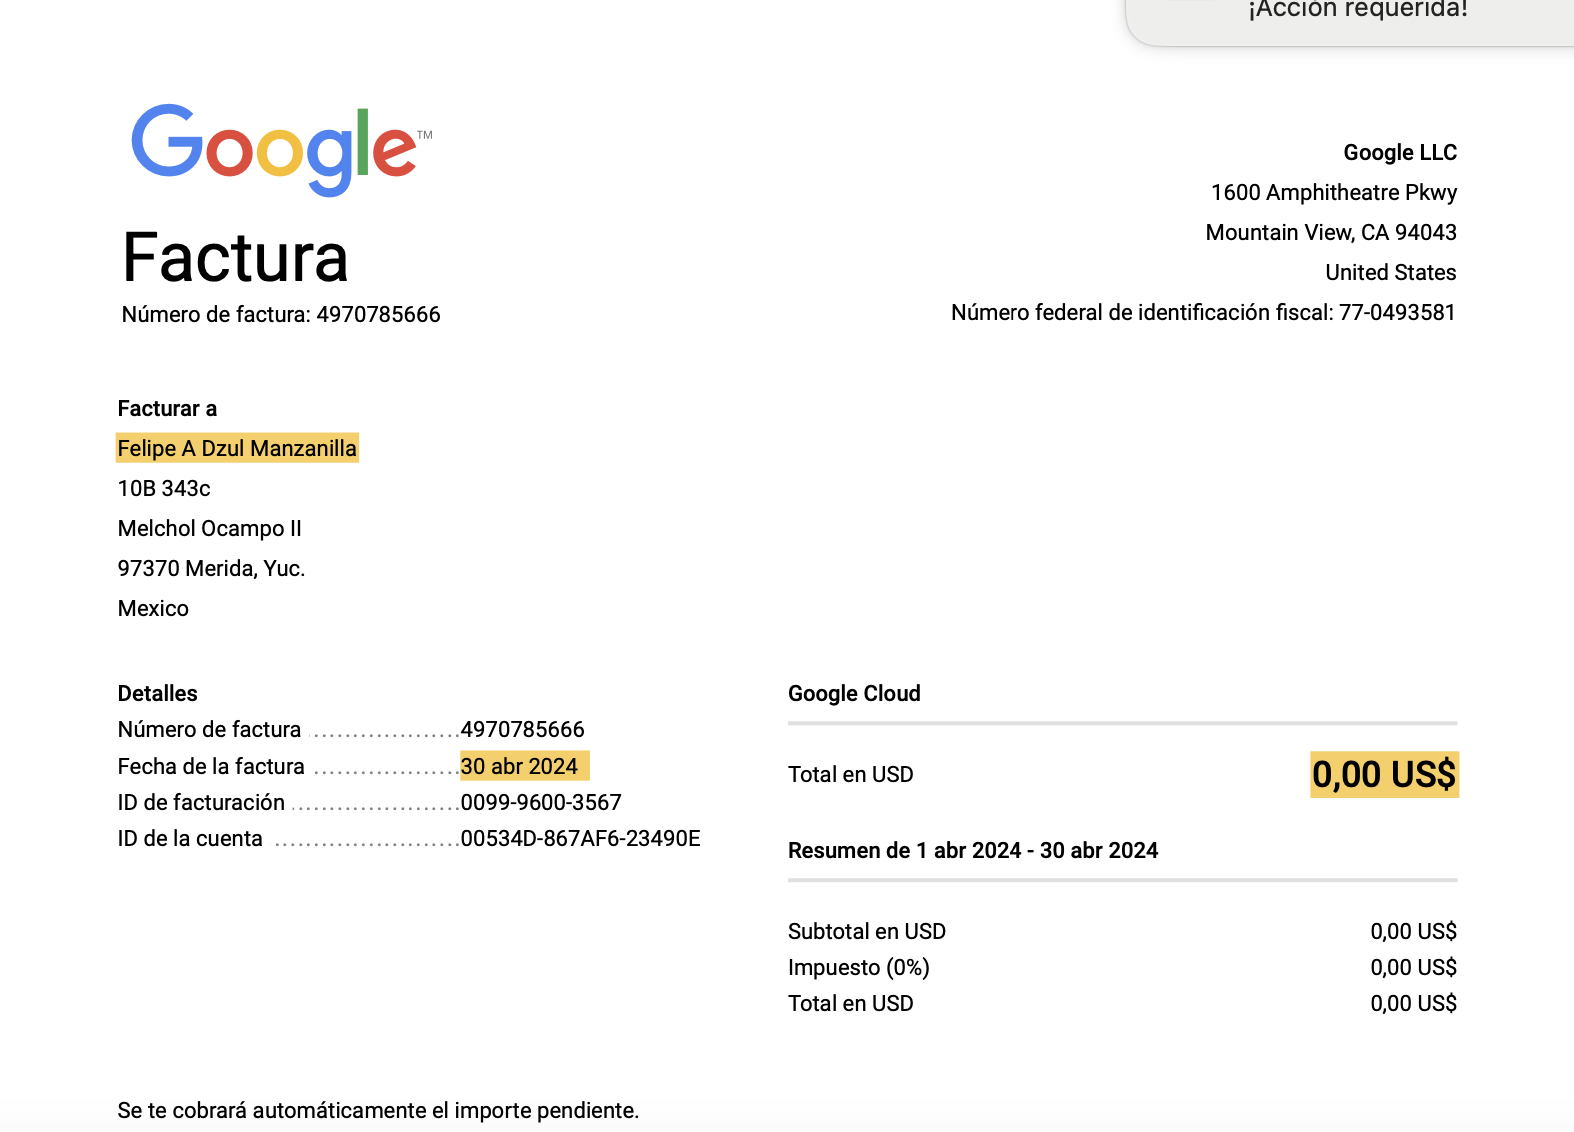 ¡Acción requerida!
Google™
Google LLC
1600 Amphitheatre Pkwy
Mountain View, CA 94043
United States
Número federal de identificación fiscal: 77-0493581
Factura
Número de factura: 4970785666
Facturar a
Felipe A Dzul Manzanilla
10B 343c
Melchol Ocampo II
97370 Merida, Yuc.
Mexico
Detalles
Número de factura ...................4970785666
Fecha de la factura ...................30 abr 2024
ID de facturación ......................0099-9600-3567
ID de la cuenta ........................00534D-867AF6-23490E
Google Cloud
Total en USD 0,00 US$
Resumen de 1 abr 2024 - 30 abr 2024
Subtotal en USD 0,00 US$
Impuesto (0%) 0,00 US$
Total en USD 0,00 US$
Se te cobrará automáticamente el importe pendiente.